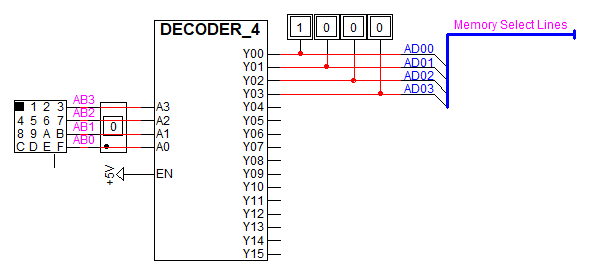 DECODER_4
1 0 0 0
Memory Select Lines
Y00 AD00
Y01 AD01
Y02 AD02
Y03 AD03
Y04
Y05
Y06
Y07
Y08
Y09
Y10
Y11
Y12
Y13
Y14
Y15
1 2 3
4 5 6 7
8 9 A B
C D E F
AB3 A3
AB2 A2
AB1 A1
AB0 A0
0
+5V EN